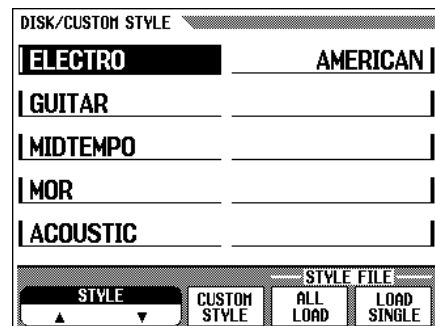 DISK/CUSTOM STYLE
ELECTRO AMERICAN
GUITAR
MIDTEMPO
MOR
ACOUSTIC
STYLE FILE
STYLE
CUSTOM STYLE
ALL LOAD
LOAD SINGLE